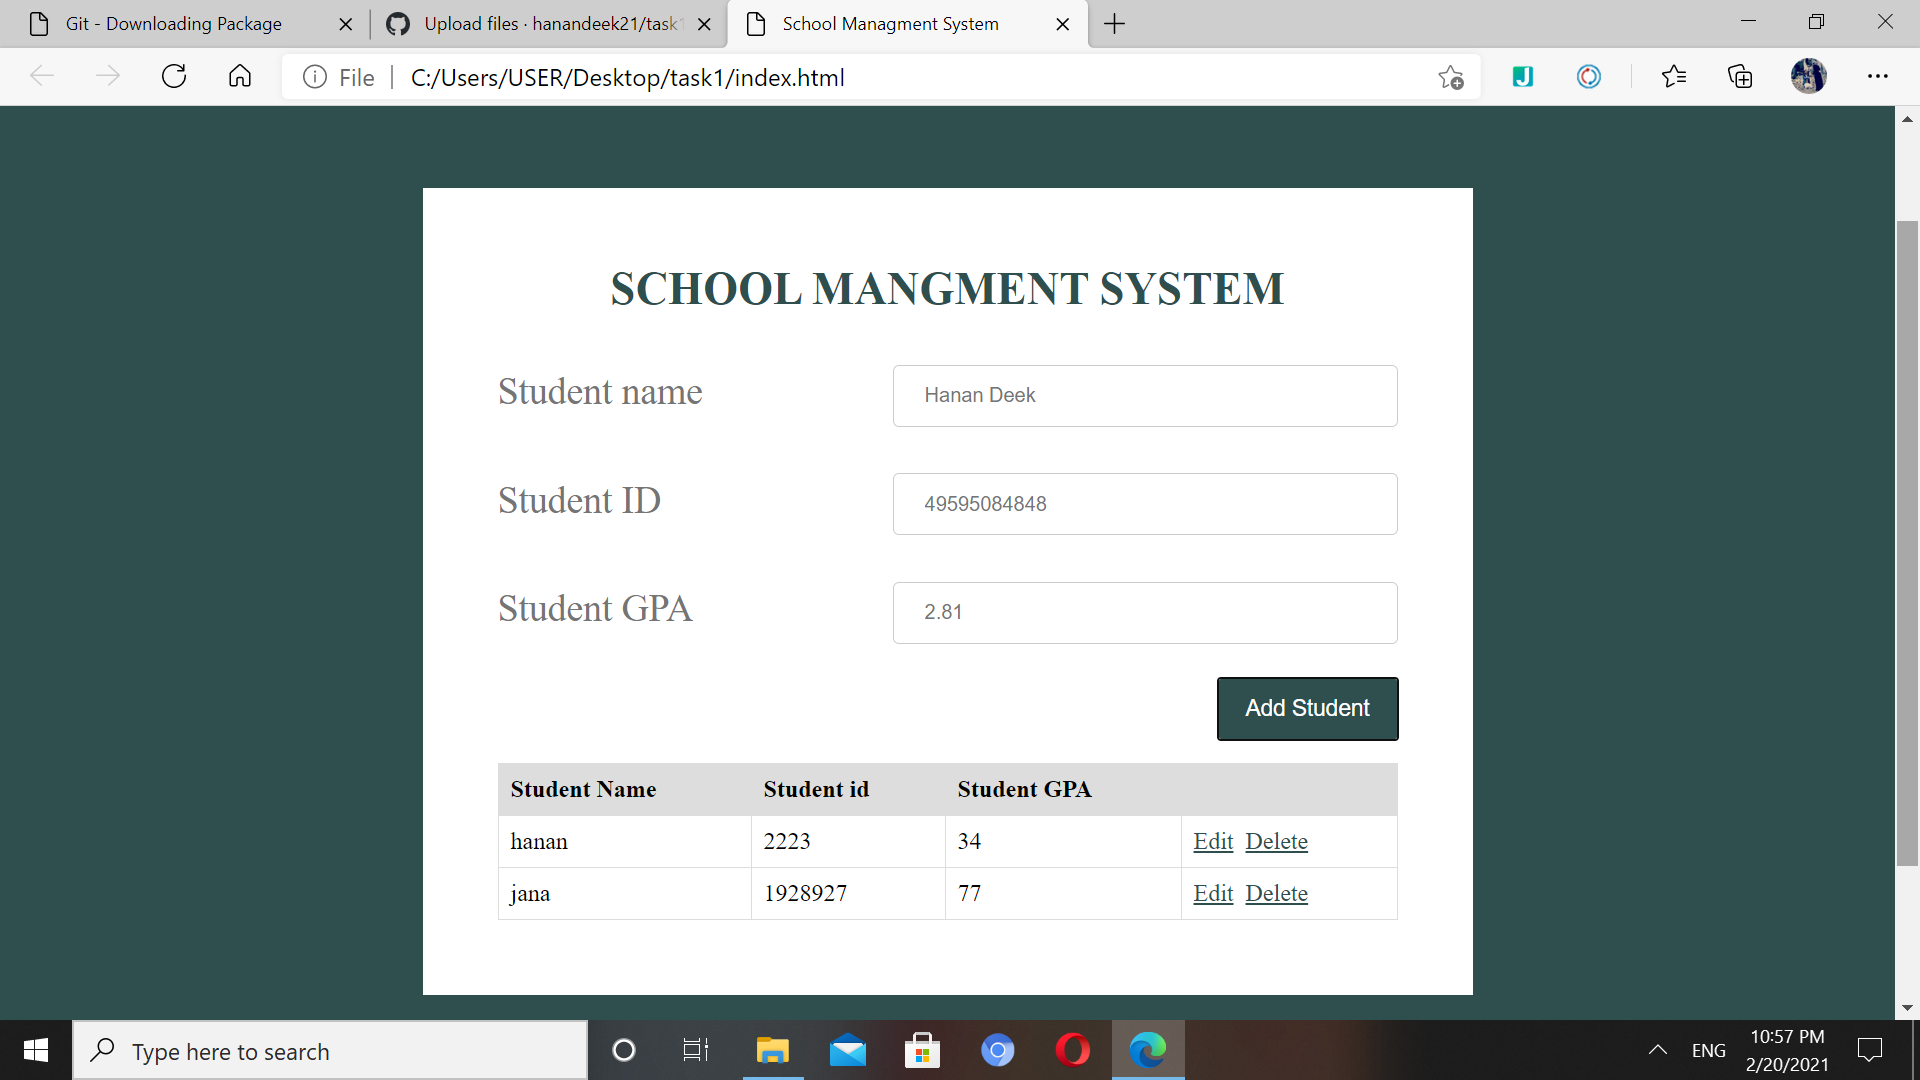 Git - Downloading Package
Upload files · hanandeek21/task1
School Managment System
File
C:/Users/USER/Desktop/task1/index.html
SCHOOL MANGMENT SYSTEM
Student name
Hanan Deek
Student ID
49595084848
Student GPA
2.81
Add Student
Student Name Student id Student GPA
hanan 2223 34 Edit Delete
jana 1928927 77 Edit Delete
Type here to search
ENG
10:57 PM
2/20/2021